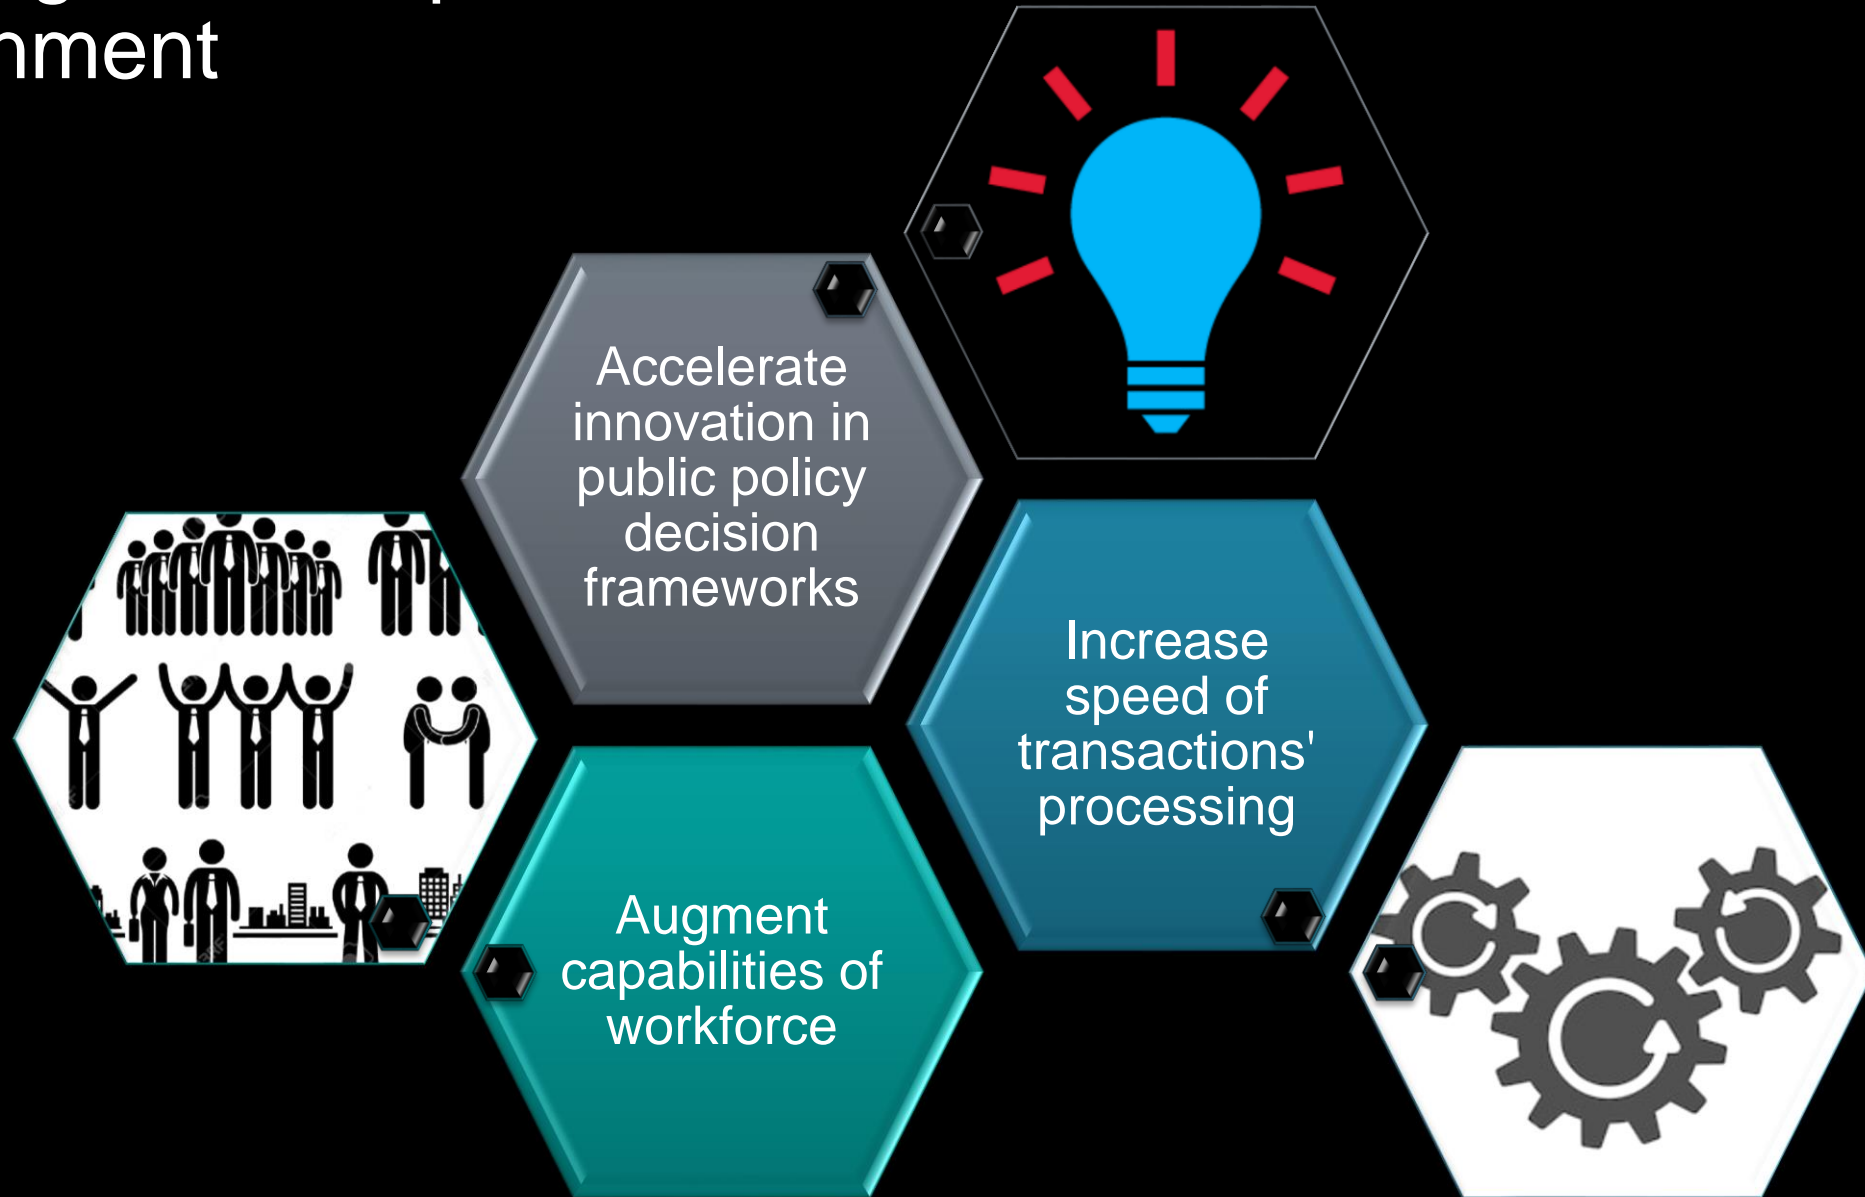 nment
Accelerate
innovation in
public policy
decision
frameworks
Increase
speed of
transactions'
processing
Augment
capabilities of
workforce